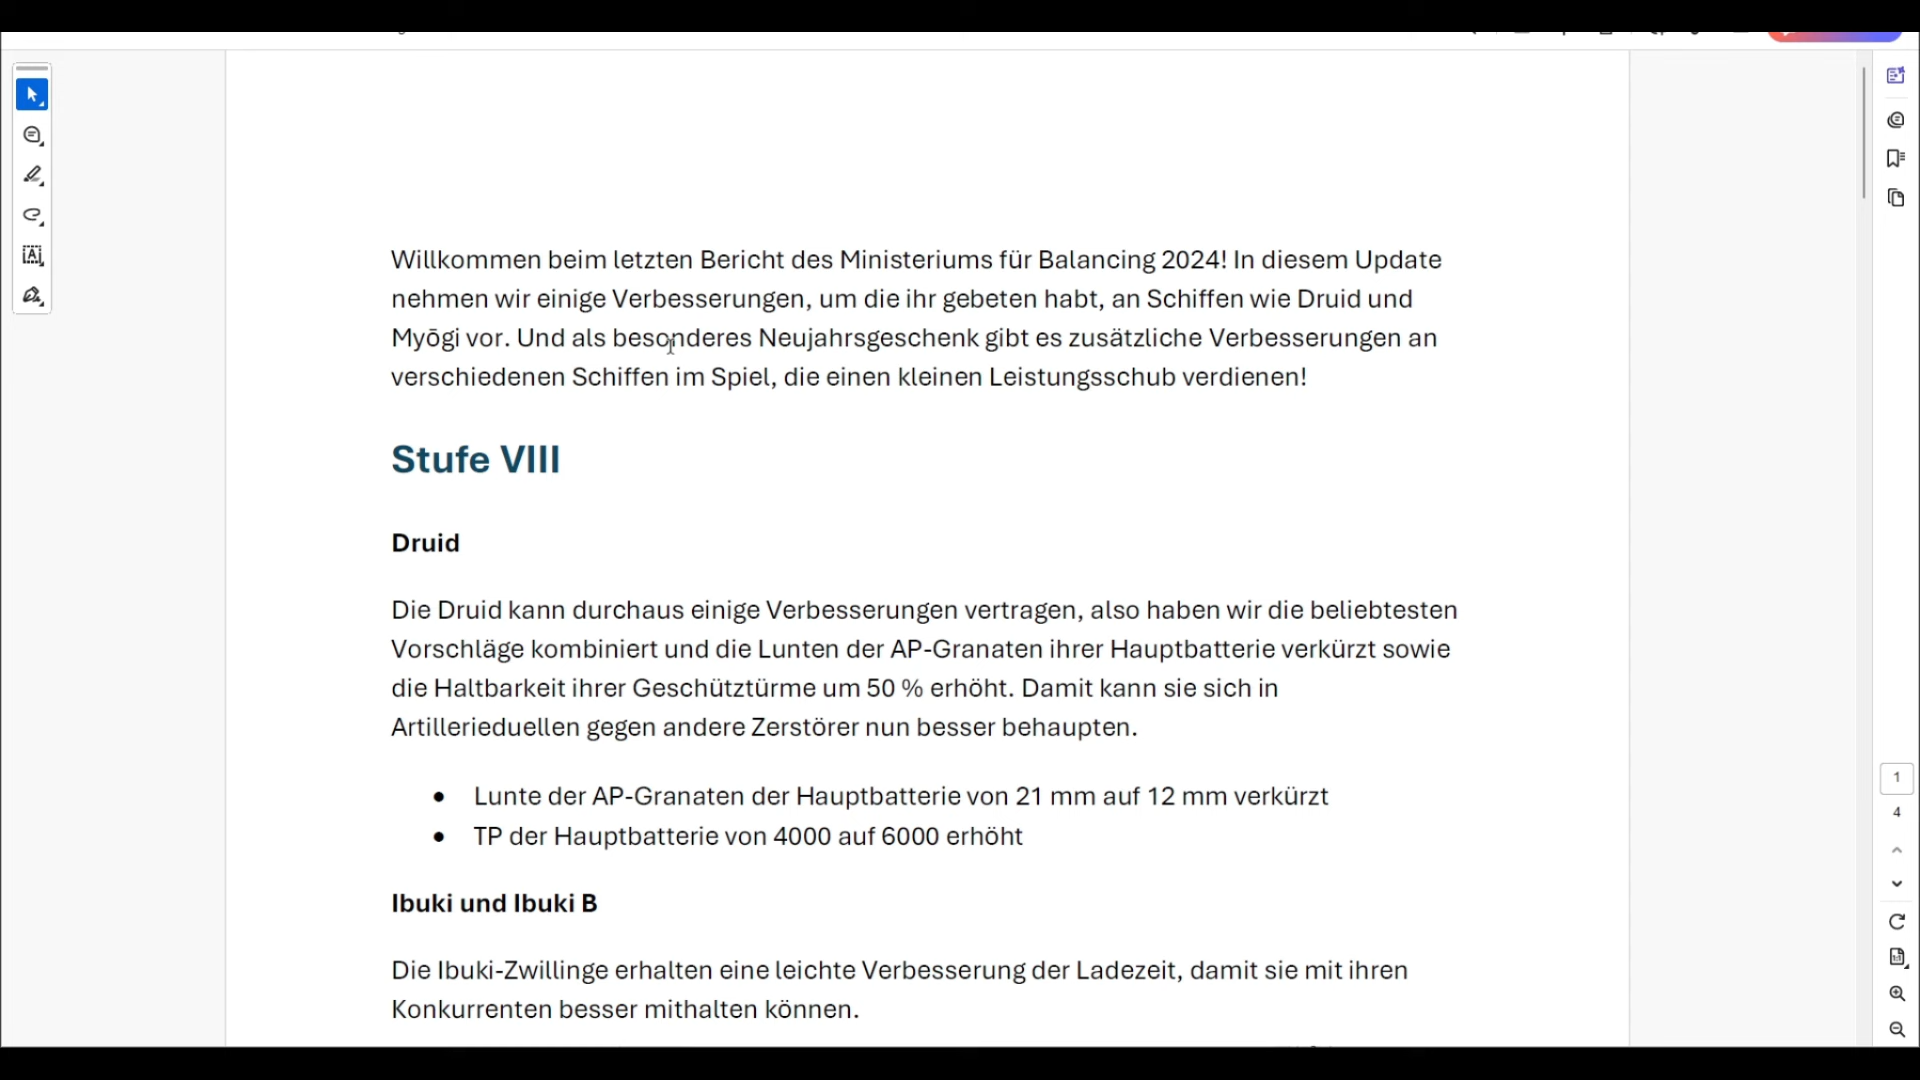 Willkommen beim letzten Bericht des Ministeriums für Balancing 2024! In diesem Update
nehmen wir einige Verbesserungen, um die ihr gebeten habt, an Schiffen wie Druid und
Myōgi vor. Und als besonderes Neujahrsgeschenk gibt es zusätzliche Verbesserungen an
verschiedenen Schiffen im Spiel, die einen kleinen Leistungsschub verdienen!
Stufe VIII
Druid
Die Druid kann durchaus einige Verbesserungen vertragen, also haben wir die beliebtesten
Vorschläge kombiniert und die Lunten der AP-Granaten ihrer Hauptbatterie verkürzt sowie
die Haltbarkeit ihrer Geschütztürme um 50 % erhöht. Damit kann sie sich in
Artillerieduellen gegen andere Zerstörer nun besser behaupten.
• Lunte der AP-Granaten der Hauptbatterie von 21 mm auf 12 mm verkürzt
• TP der Hauptbatterie von 4000 auf 6000 erhöht
Ibuki und Ibuki B
Die Ibuki-Zwillinge erhalten eine leichte Verbesserung der Ladezeit, damit sie mit ihren
Konkurrenten besser mithalten können.
1
4